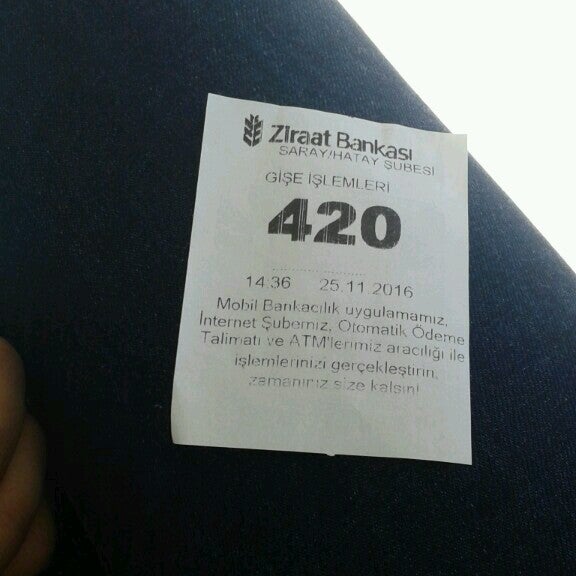 Ziraat Bankası
SARAY/HATAY ŞUBESİ
GİŞE İŞLEMLERİ
420
14:36 25.11.2016
Mobil Bankacılık uygulamamız,
İnternet Şubemiz, Otomatik Ödeme
Talimatı ve ATM'lerimiz aracılığı ile
işlemlerinizi gerçekleştirin,
zamanınız size kalsın!